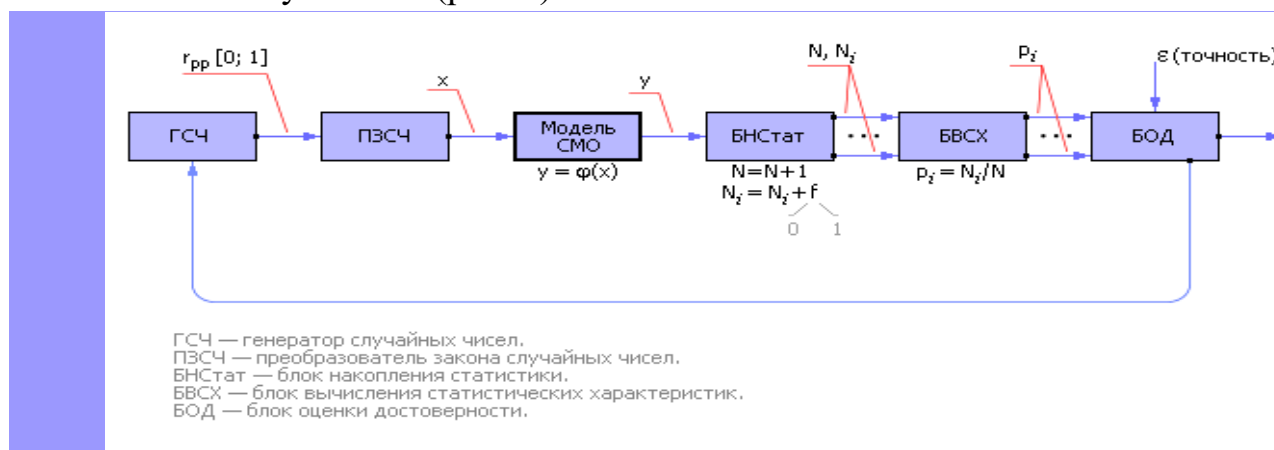 r_pp [0; 1]
x
y
N, N_i
p_i
ε (точность)
ГСЧ
ПЗСЧ
Модель
СМО
БНСтат
...
БВСХ
...
БОД
y = φ(x)
N=N+1
p_i = N_i/N
N_i = N_i+f
0 1
ГСЧ — генератор случайных чисел.
ПЗСЧ — преобразователь закона случайных чисел.
БНСтат — блок накопления статистики.
БВСХ — блок вычисления статистических характеристик.
БОД — блок оценки достоверности.